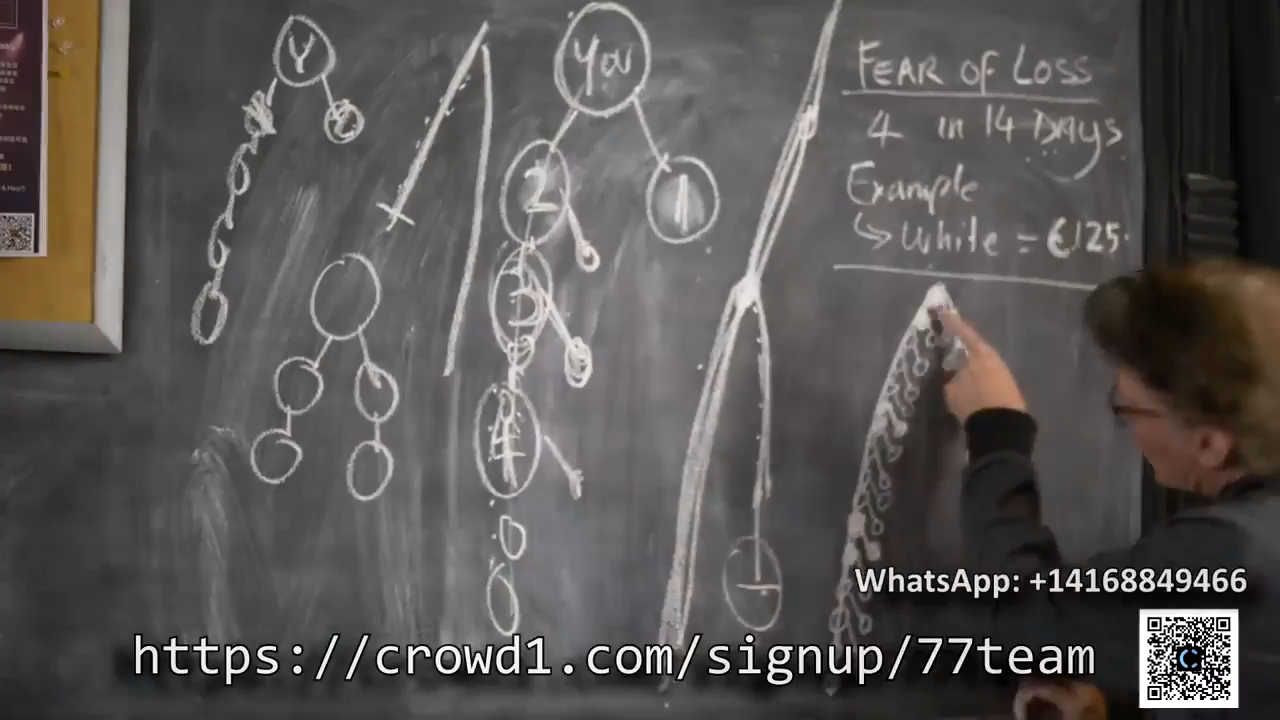 Y
You
2
1
3
4
FEAR OF LOSS
4 in 14 DAYS
Example
↳ White = €125
WhatsApp: +14168849466
https://crowd1.com/signup/77team